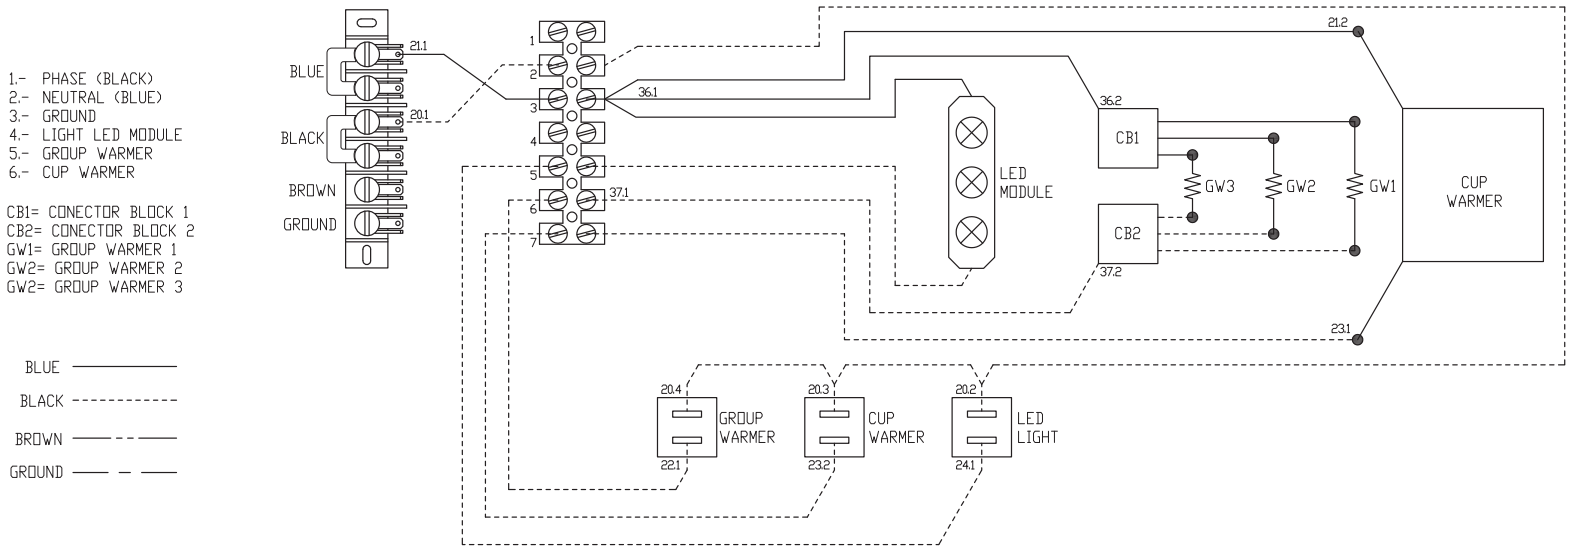 1.- PHASE (BLACK)
2.- NEUTRAL (BLUE)
3.- GROUND
4.- LIGHT LED MODULE
5.- GROUP WARMER
6.- CUP WARMER
CB1= CONECTOR BLOCK 1
CB2= CONECTOR BLOCK 2
GW1= GROUP WARMER 1
GW2= GROUP WARMER 2
GW2= GROUP WARMER 3
BLUE
BLACK
BROWN
GROUND
BLUE
BLACK
BROWN
GROUND
21.1
20.1
1
2
3
4
5
6
7
36.1
37.1
LED
MODULE
36.2
CB1
CB2
37.2
GW3
GW2
GW1
21.2
23.1
CUP
WARMER
20.4
GROUP
WARMER
22.1
20.3
CUP
WARMER
23.2
20.2
LED
LIGHT
24.1